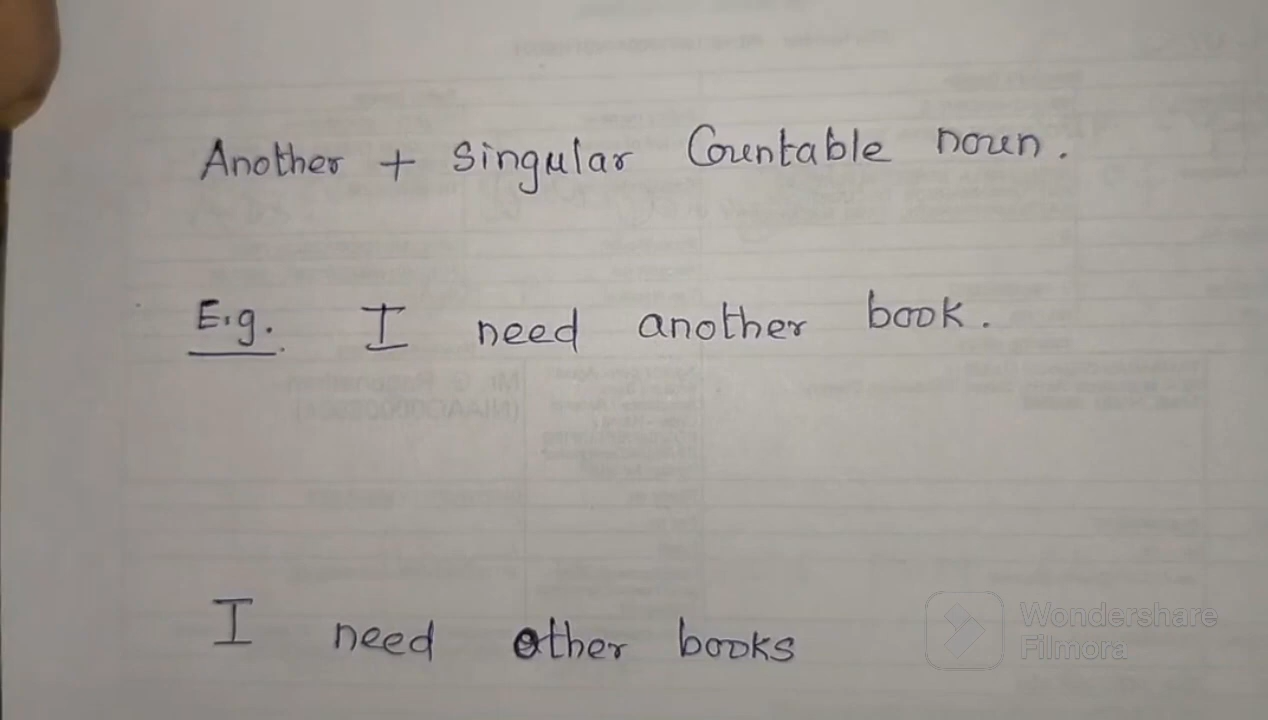 Another + singular Countable noun.
E.g. I need another book.
I need other books
Wondershare
Filmora